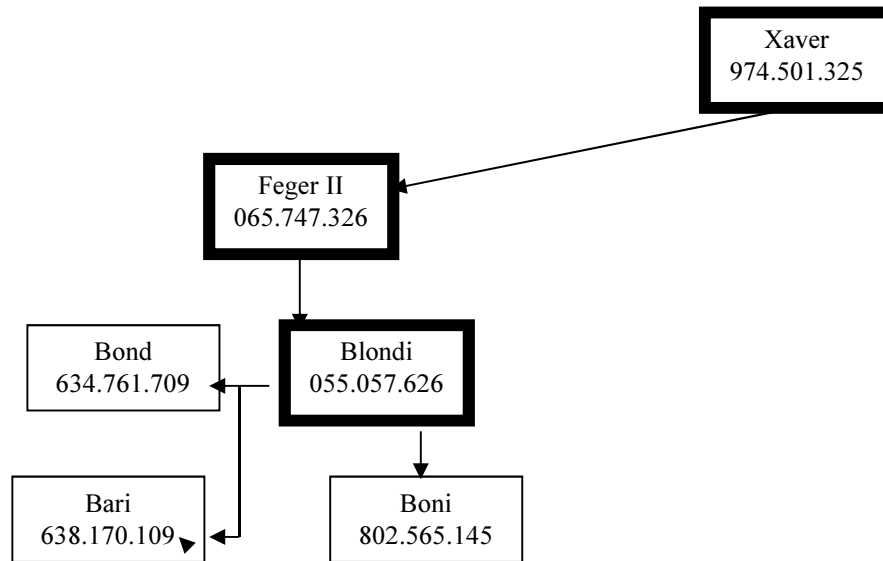 Xaver
974.501.325
Feger II
065.747.326
Bond
634.761.709
Blondi
055.057.626
Bari
638.170.109
Boni
802.565.145